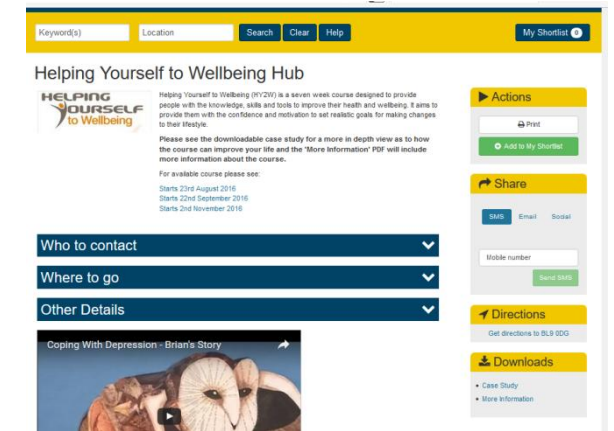 Keyword(s)
Location
Search
Clear
Help
My Shortlist 0
Helping Yourself to Wellbeing Hub
HELPING
YOURSELF
to Wellbeing
Helping Yourself to Wellbeing (HY2W) is a seven week course designed to provide
people with the knowledge, skills and tools to improve their health and wellbeing. It aims to
provide them with the confidence and motivation to set realistic goals for making changes
to their lifestyle.
Please see the downloadable case study for a more in depth view as to how
the course can improve your life and the 'More Information' PDF will include
more information about the course.
For available course please see:
Starts 23rd August 2016
Starts 22nd September 2016
Starts 2nd November 2016
Who to contact
Where to go
Other Details
Coping With Depression - Brian's Story
Actions
Print
Add to My Shortlist
Share
SMS
Email
Social
Mobile number
Send SMS
Directions
Get directions to BL9 0DG
Downloads
Case Study
More Information